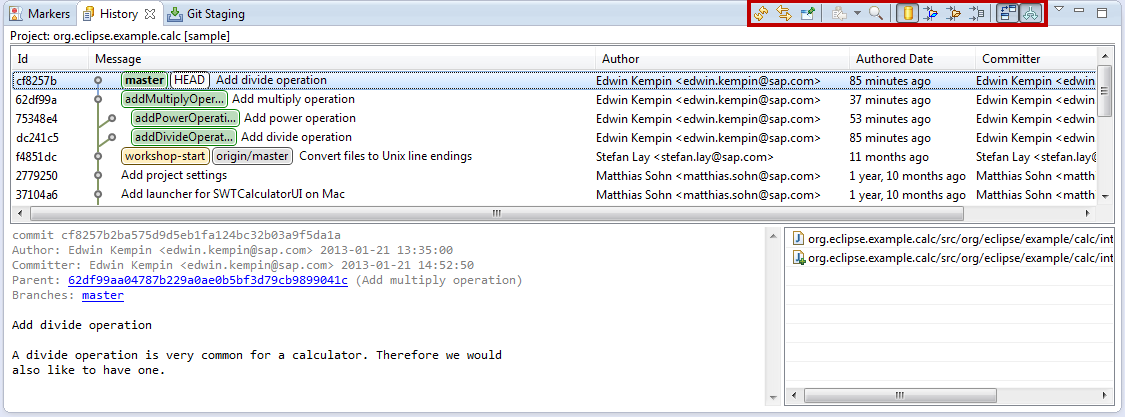 Markers History Git Staging
Project: org.eclipse.example.calc [sample]
Id Message Author Authored Date Committer
cf8257b master HEAD Add divide operation Edwin Kempin <edwin.kempin@sap.com> 85 minutes ago Edwin Kempin <edwin
62df99a addMultiplyOper... Add multiply operation Edwin Kempin <edwin.kempin@sap.com> 37 minutes ago Edwin Kempin <edwin
75348e4 addPowerOperati... Add power operation Edwin Kempin <edwin.kempin@sap.com> 53 minutes ago Edwin Kempin <edwin
dc241c5 addDivideOperat... Add divide operation Edwin Kempin <edwin.kempin@sap.com> 85 minutes ago Edwin Kempin <edwin
f4851dc workshop-start origin/master Convert files to Unix line endings Stefan Lay <stefan.lay@sap.com> 11 months ago Matthias Sohn <matth
2779250 Add project settings Matthias Sohn <matthias.sohn@sap.com> 1 year, 10 months ago Matthias Sohn <matth
37104a6 Add launcher for SWTCalculatorUI on Mac Matthias Sohn <matthias.sohn@sap.com> 1 year, 10 months ago Matthias Sohn <matth
commit cf8257b2ba575d9d5eb1fa124bc32b03a9f5da1a
Author: Edwin Kempin <edwin.kempin@sap.com> 2013-01-21 13:35:00
Committer: Edwin Kempin <edwin.kempin@sap.com> 2013-01-21 14:52:50
Parent: 62df99aa04787b229a0ae0b5bf3d79cb9899041c (Add multiply operation)
Branches: master
Add divide operation
A divide operation is very common for a calculator. Therefore we would
also like to have one.
org.eclipse.example.calc/src/org/eclipse/example/calc/int
org.eclipse.example.calc/src/org/eclipse/example/calc/int